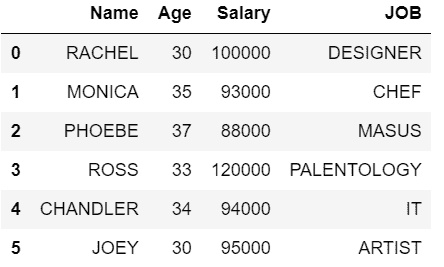 Name Age Salary JOB
0 RACHEL 30 100000 DESIGNER
1 MONICA 35 93000 CHEF
2 PHOEBE 37 88000 MASUS
3 ROSS 33 120000 PALENTOLOGY
4 CHANDLER 34 94000 IT
5 JOEY 30 95000 ARTIST